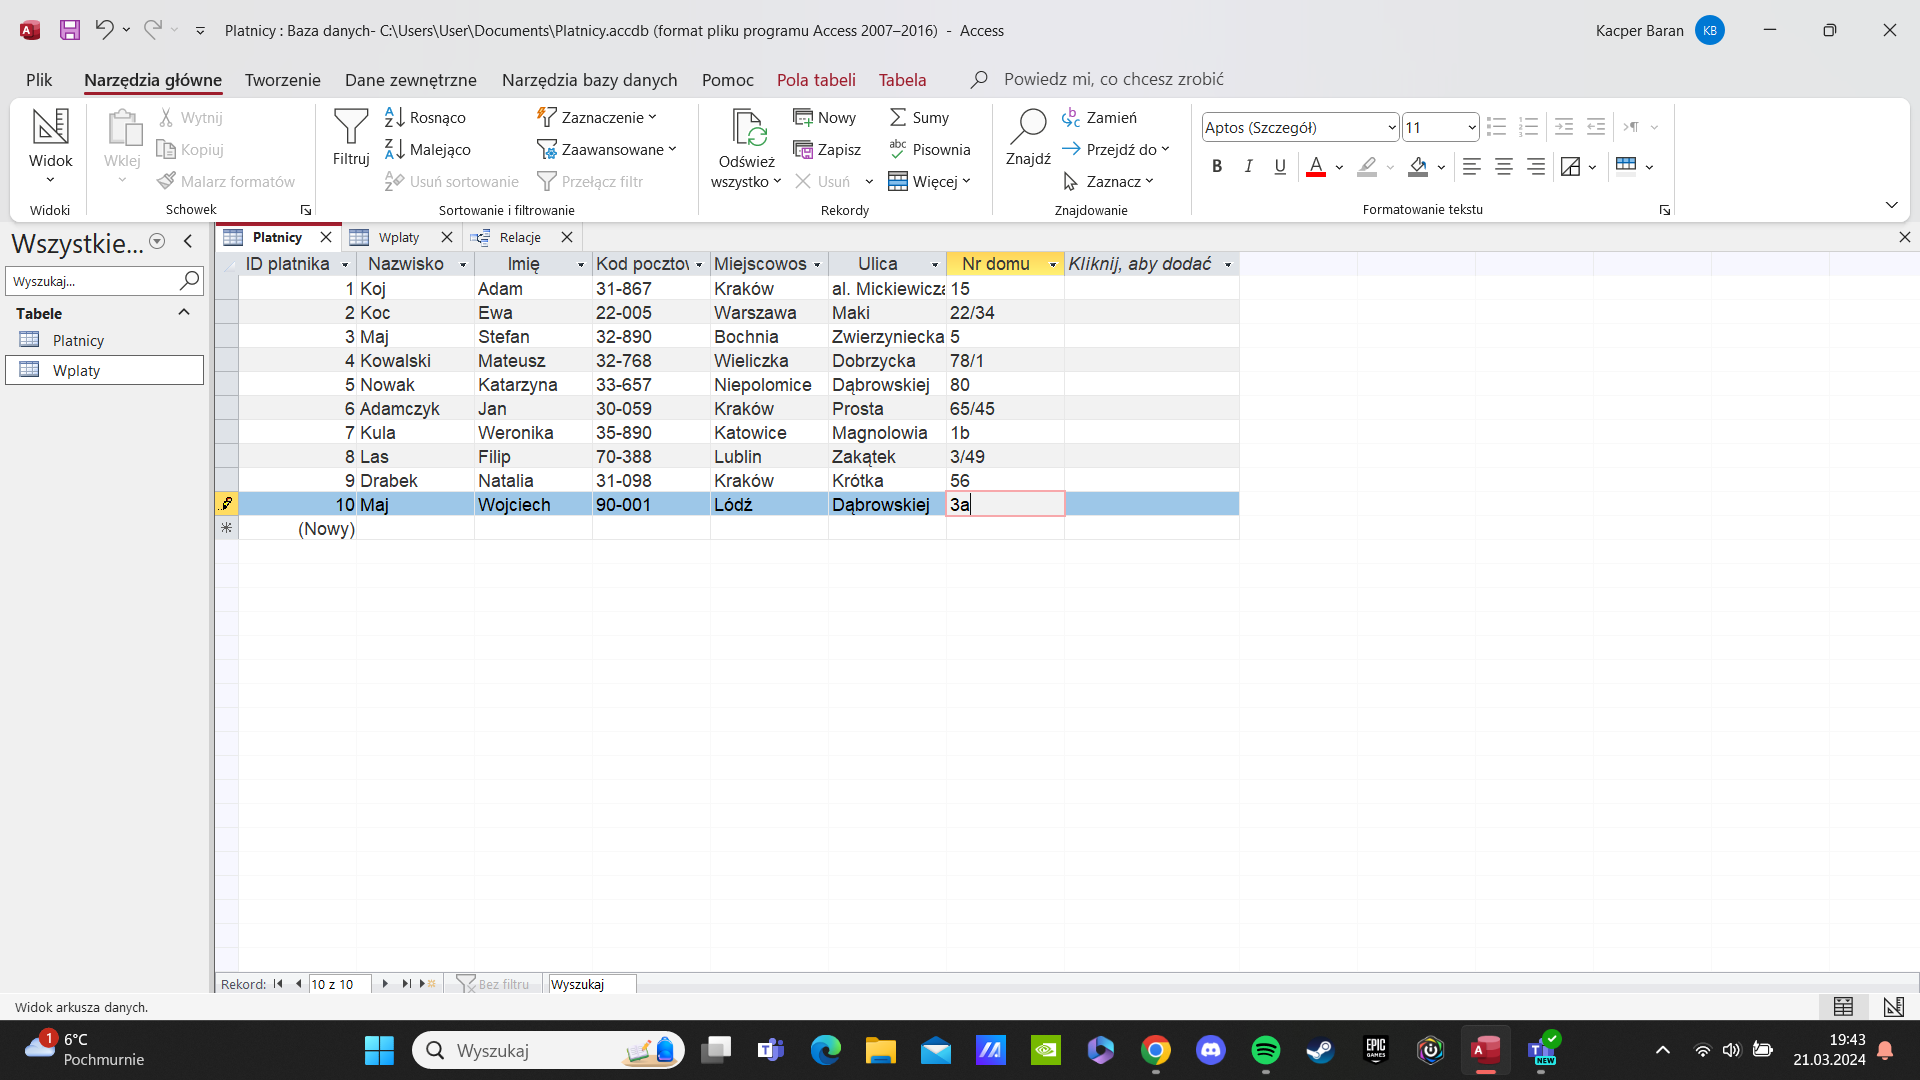 Platnicy : Baza danych- C:\Users\User\Documents\Platnicy.accdb (format pliku programu Access 2007–2016) - Access
Kacper Baran
KB
Plik
Narzędzia główne
Tworzenie
Dane zewnętrzne
Narzędzia bazy danych
Pomoc
Pola tabeli
Tabela
Powiedz mi, co chcesz zrobić
Widok
Widoki
Wklej
Wytnij
Kopiuj
Malarz formatów
Schowek
Filtruj
Rosnąco
Malejąco
Usuń sortowanie
Zaznaczenie
Zaawansowane
Przełącz filtr
Sortowanie i filtrowanie
Odśwież
wszystko
Nowy
Zapisz
Usuń
Sumy
Pisownia
Więcej
Rekordy
Znajdź
Zamień
Przejdź do
Zaznacz
Znajdowanie
Aptos (Szczegół)
11
B I U
Formatowanie tekstu
Wszystkie...
Wyszukaj...
Tabele
Platnicy
Wplaty
Platnicy
Wplaty
Relacje
ID platnika Nazwisko Imię Kod pocztov Miejscowos Ulica Nr domu Kliknij, aby dodać
1 Koj Adam 31-867 Kraków al. Mickiewicza 15
2 Koc Ewa 22-005 Warszawa Maki 22/34
3 Maj Stefan 32-890 Bochnia Zwierzyniecka 5
4 Kowalski Mateusz 32-768 Wieliczka Dobrzycka 78/1
5 Nowak Katarzyna 33-657 Niepolomice Dąbrowskiej 80
6 Adamczyk Jan 30-059 Kraków Prosta 65/45
7 Kula Weronika 35-890 Katowice Magnolowia 1b
8 Las Filip 70-388 Lublin Zakątek 3/49
9 Drabek Natalia 31-098 Kraków Krótka 56
10 Maj Wojciech 90-001 Lódź Dąbrowskiej 3a
(Nowy)
Rekord: 10 z 10 Bez filtru Wyszukaj
Widok arkusza danych.
1
6°C
Pochmurnie
Wyszukaj
EPIC
GAMES
NEW
19:43
21.03.2024